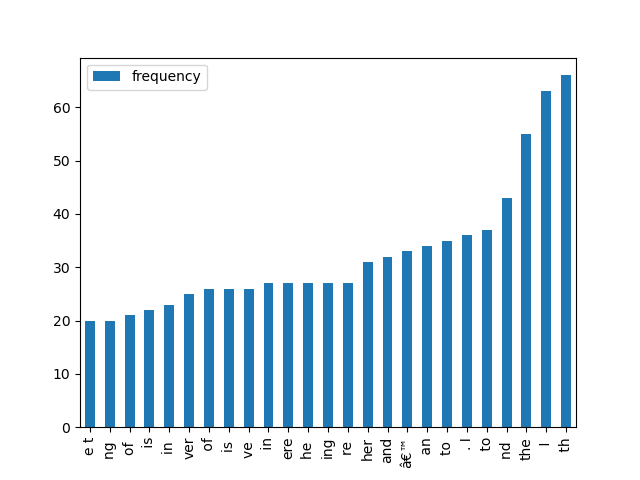 frequency
60
50
40
30
20
10
0
e t
ng
of
is
in
ver
of
is
ve
in
ere
he
ing
re
her
and
â€™
an
to
. I
to
nd
the
I
th